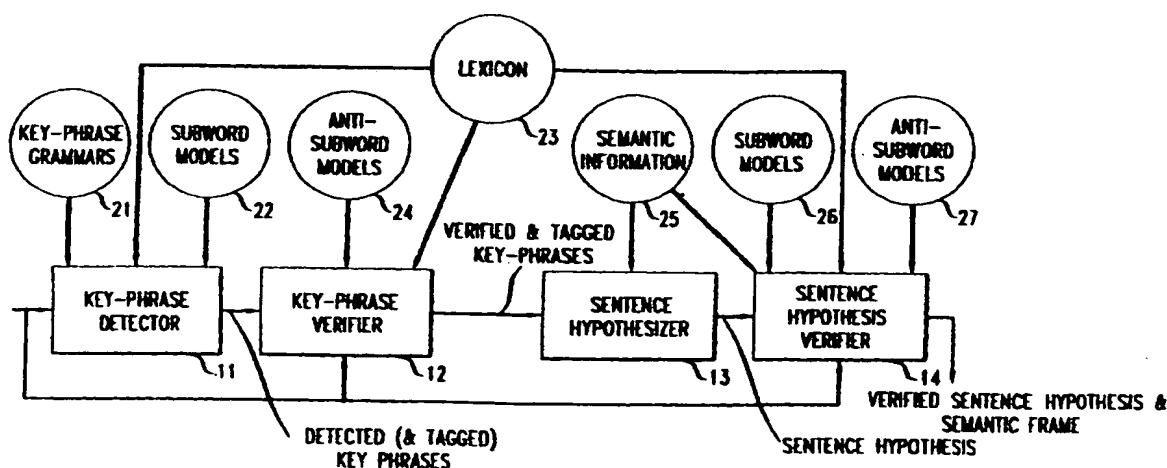 LEXICON
23
KEY-PHRASE
GRAMMARS
21
SUBWORD
MODELS
22
ANTI-
SUBWORD
MODELS
24
SEMANTIC
INFORMATION
25
SUBWORD
MODELS
26
ANTI-
SUBWORD
MODELS
27
VERIFIED & TAGGED
KEY-PHRASES
KEY-PHRASE
DETECTOR
11
KEY-PHRASE
VERIFIER
12
SENTENCE
HYPOTHESIZER
13
SENTENCE
HYPOTHESIS
VERIFIER
14
DETECTED (& TAGGED)
KEY PHRASES
SENTENCE HYPOTHESIS
VERIFIED SENTENCE HYPOTHESIS &
SEMANTIC FRAME